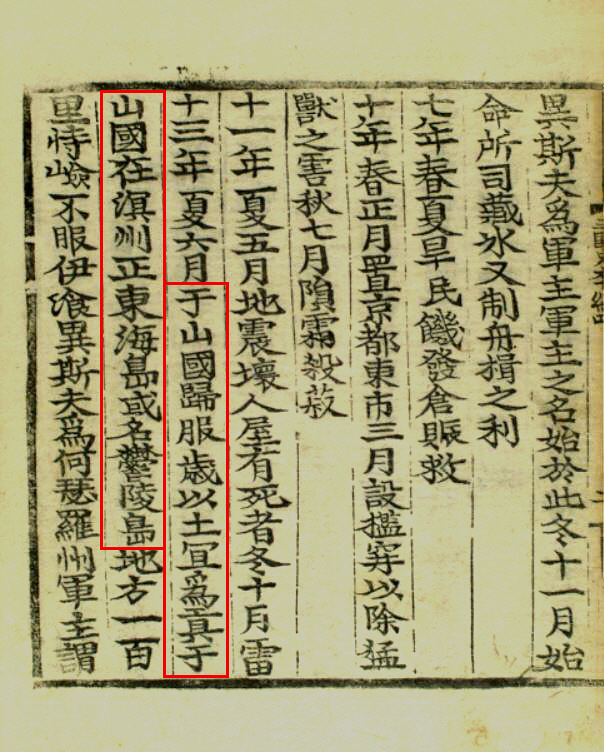 異斯夫爲軍主軍主之名始於此冬十一月始
命所司藏氷又制舟揖之利
七年春夏旱民饑發倉賑救
十年春正月置京都東市三月設檻穽以除猛
獸之害秋七月隕霜殺菽
十一年夏五月地震壞人屋有死者冬十月雷
十三年夏六月于山國歸服歲以土宜爲貢于
山國在溟州正東海島或名鬱陵島地方一百
里恃嶮不服伊飡異斯夫爲何瑟羅州軍主謂